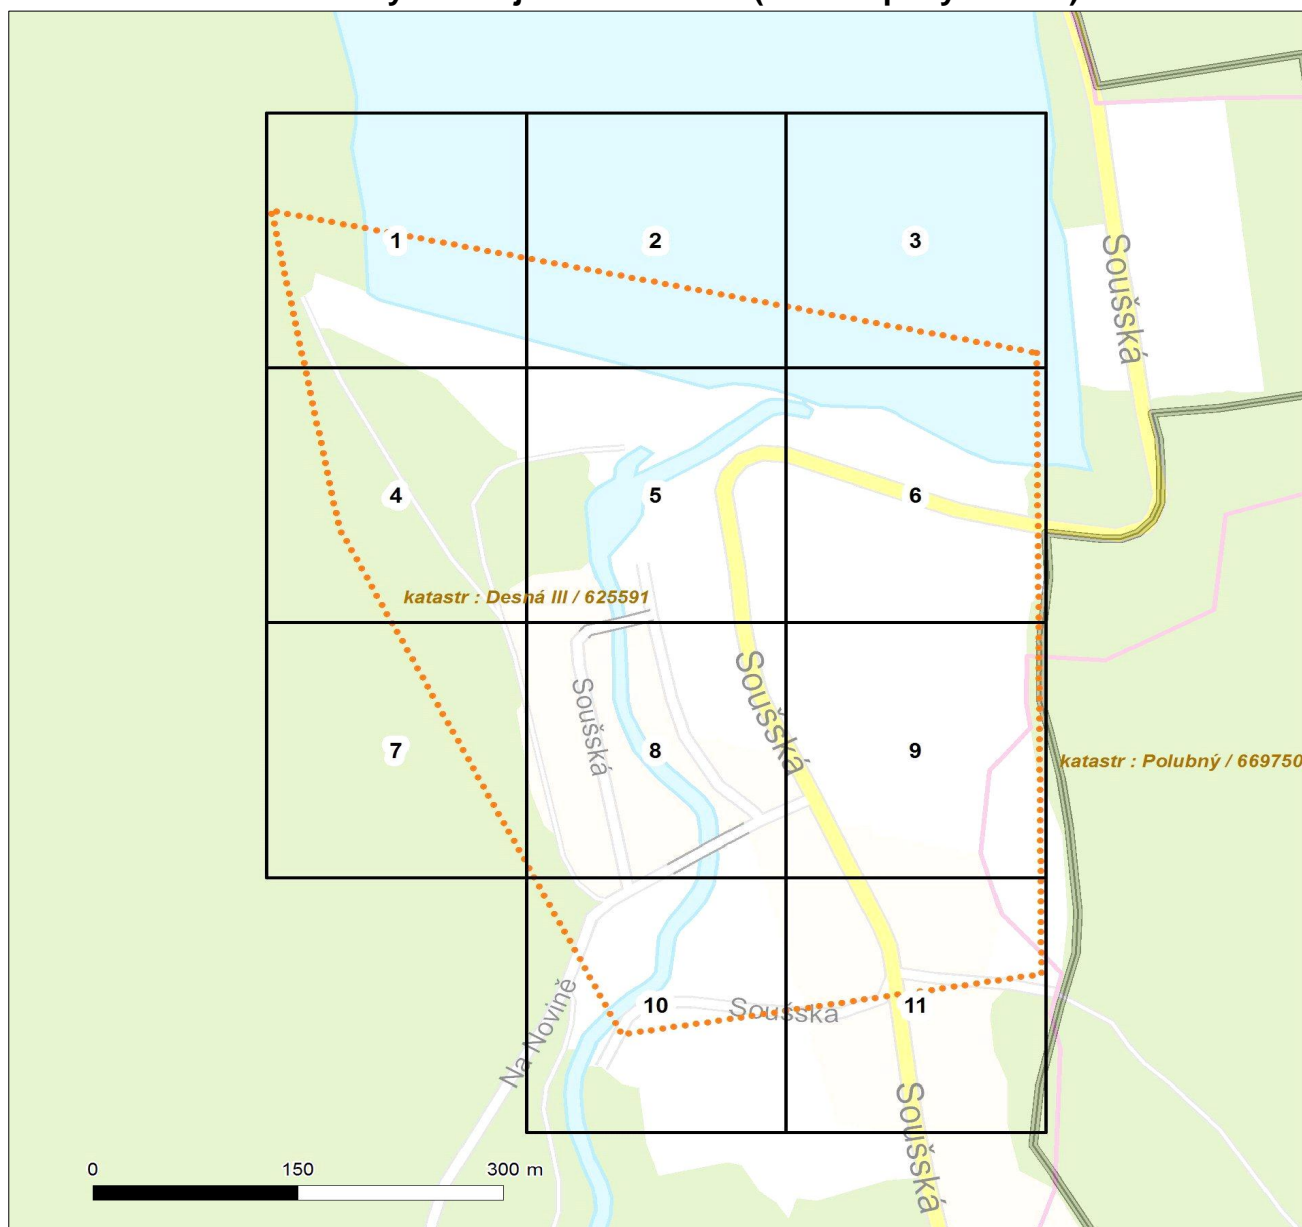 1
2
3
Soušská
4
5
6
katastr : Desná III / 625591
Soušská
Soušská
7
8
9
katastr : Polubný / 669750
Na Novině
10
Soušská
11
Soušská
0 150 300 m